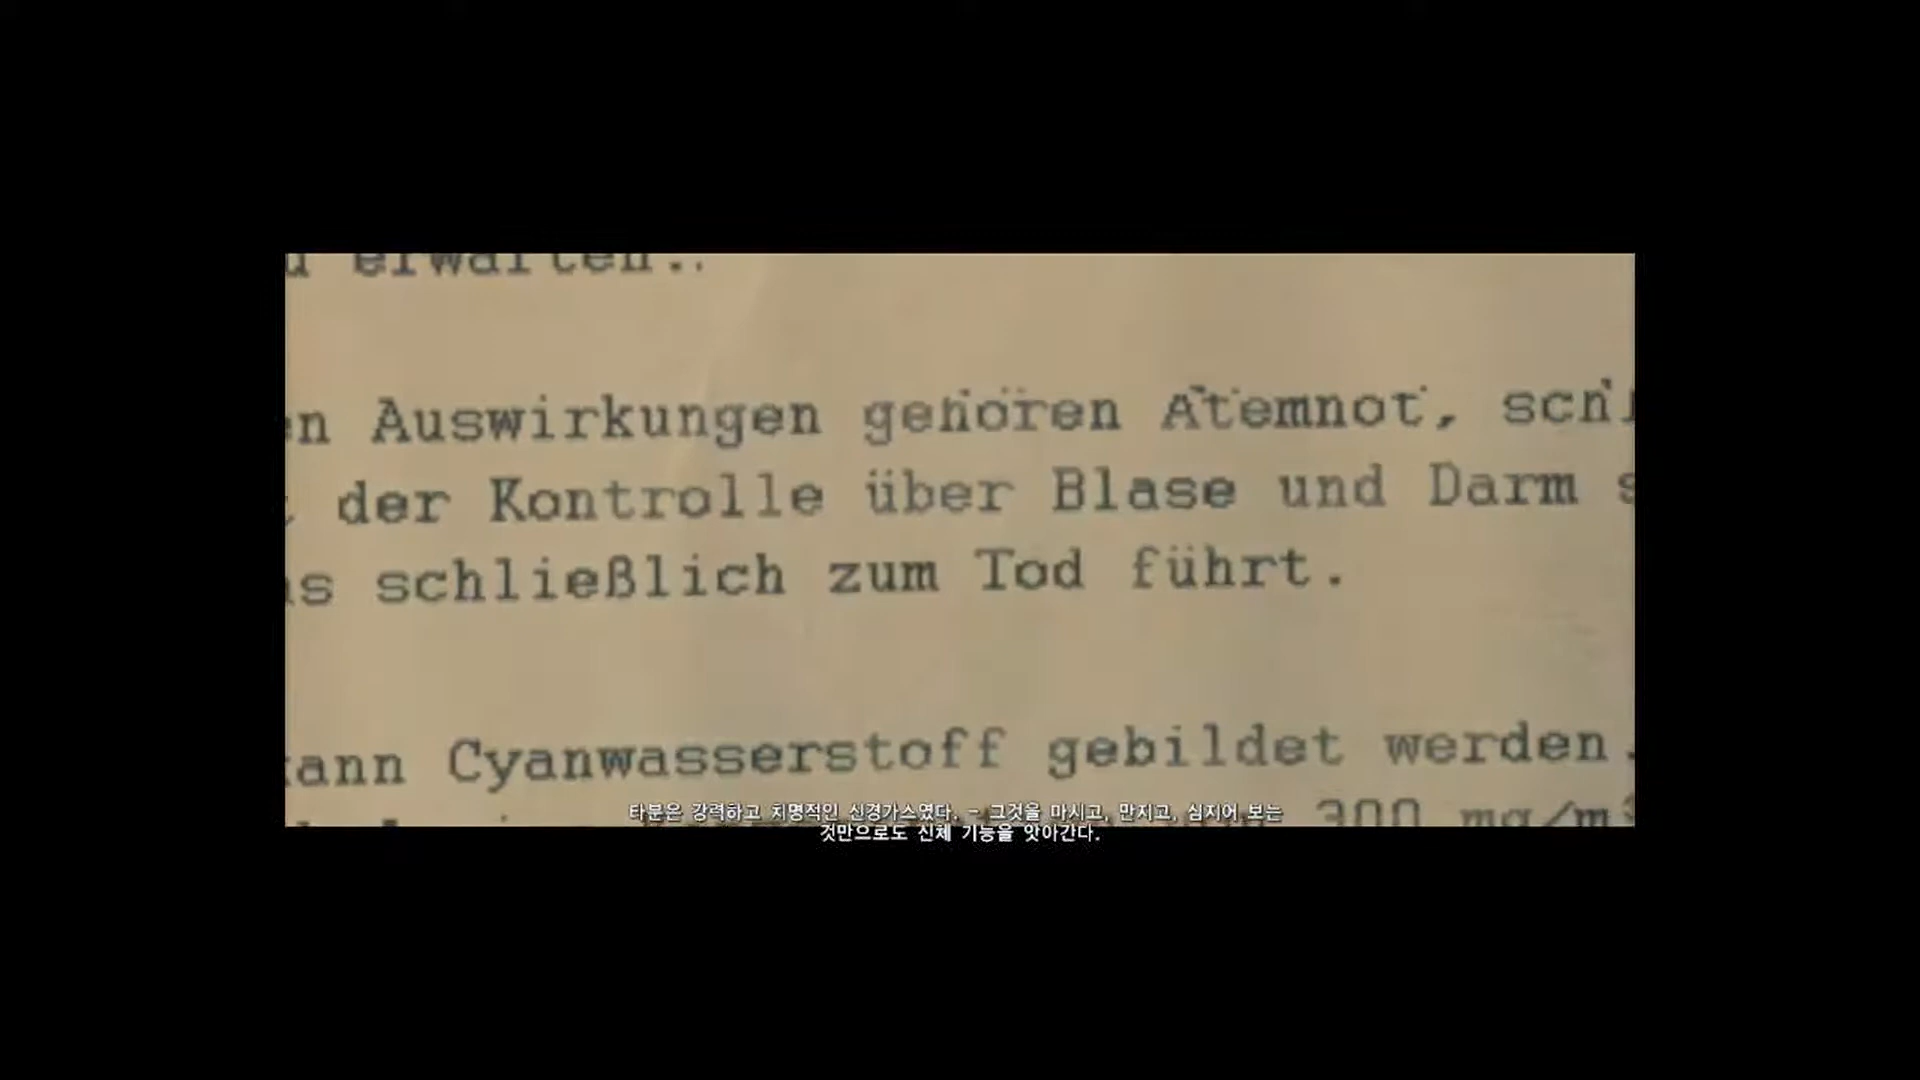 erwarten..
Auswirkungen gehören Atemnot,
der Kontrolle über Blase und Darm
schließlich zum Tod führt.
Cyanwasserstoff gebildet werden.
300 mg/m³
타분은 강력하고 치명적인 신경가스였다. - 그것을 마시고, 만지고, 심지어 보는
것만으로도 신체 기능을 앗아간다.